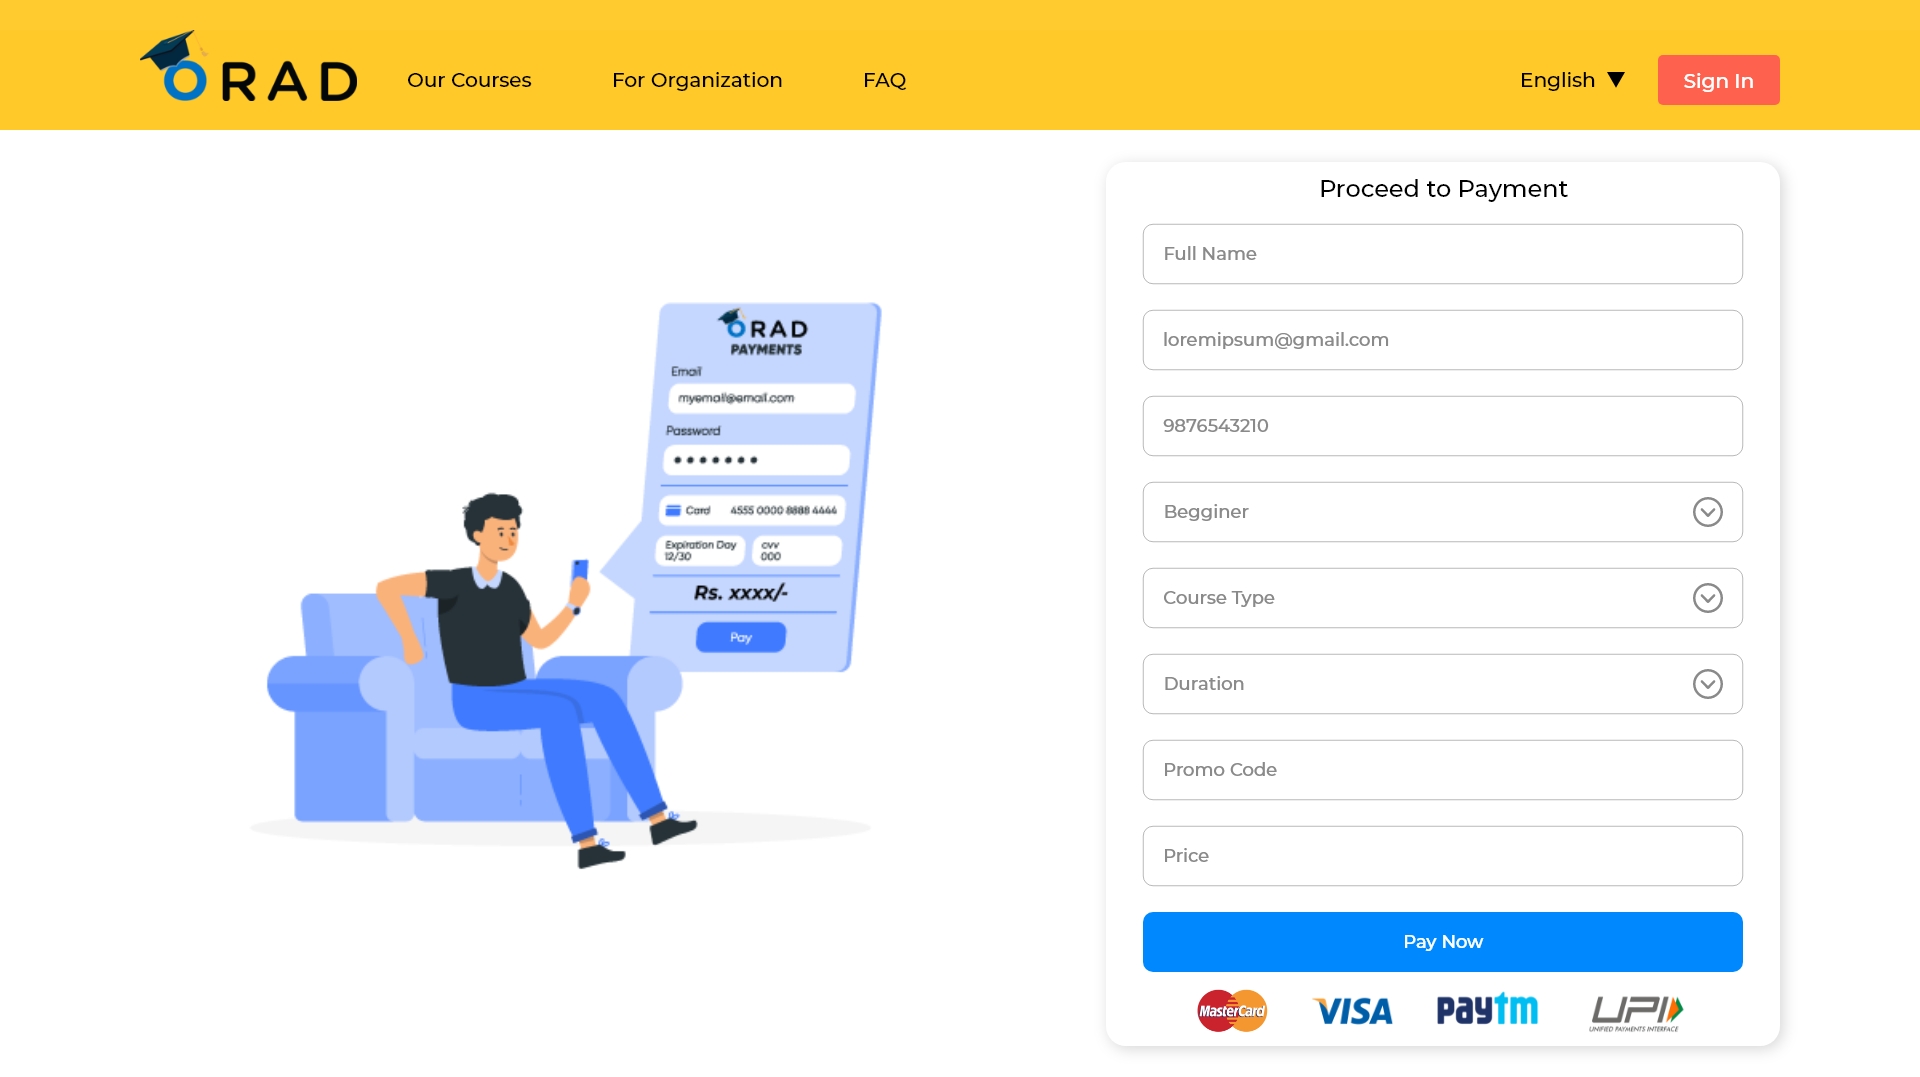 ORAD
Our Courses
For Organization
FAQ
English
Sign In
ORAD
PAYMENTS
Email
myemail@email.com
Password
Card 4555 0000 8888 4444
Expiration Day
12/30
cvv
000
Rs. xxxx/-
Pay
Proceed to Payment
Full Name
loremipsum@gmail.com
9876543210
Begginer
Course Type
Duration
Promo Code
Price
Pay Now
MasterCard
VISA
paytm
UPI
UNIFIED PAYMENTS INTERFACE